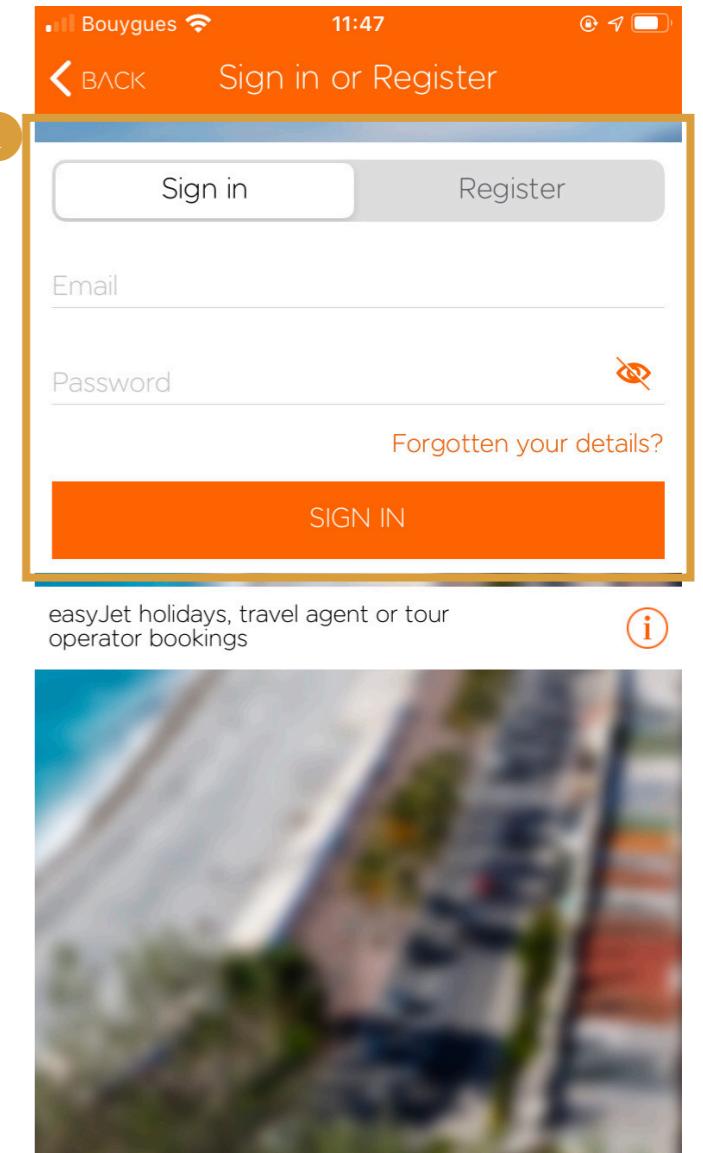 Bouygues 11:47
BACK Sign in or Register
Sign in Register
Email
Password
Forgotten your details?
SIGN IN
easyJet holidays, travel agent or tour
operator bookings
i